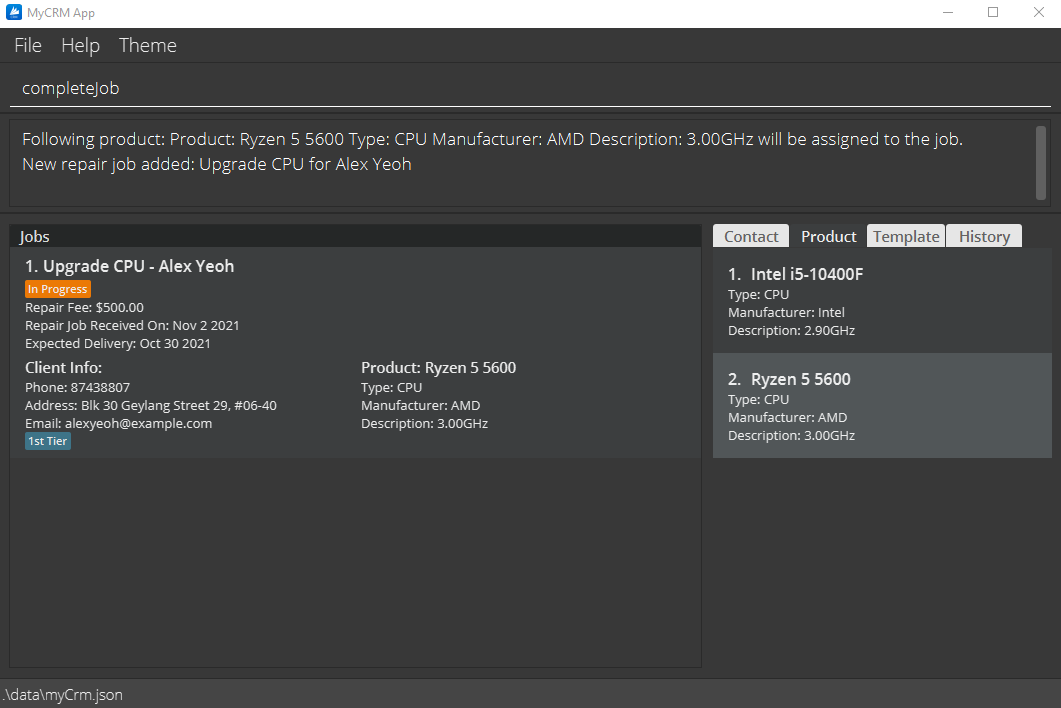 MyCRM App
File Help Theme
completeJob
Following product: Product: Ryzen 5 5600 Type: CPU Manufacturer: AMD Description: 3.00GHz will be assigned to the job.
New repair job added: Upgrade CPU for Alex Yeoh
Jobs
1. Upgrade CPU - Alex Yeoh
In Progress
Repair Fee: $500.00
Repair Job Received On: Nov 2 2021
Expected Delivery: Oct 30 2021
Client Info:
Phone: 87438807
Address: Blk 30 Geylang Street 29, #06-40
Email: alexyeoh@example.com
1st Tier
Product: Ryzen 5 5600
Type: CPU
Manufacturer: AMD
Description: 3.00GHz
Contact Product Template History
1. Intel i5-10400F
Type: CPU
Manufacturer: Intel
Description: 2.90GHz
2. Ryzen 5 5600
Type: CPU
Manufacturer: AMD
Description: 3.00GHz
.\data\myCrm.json